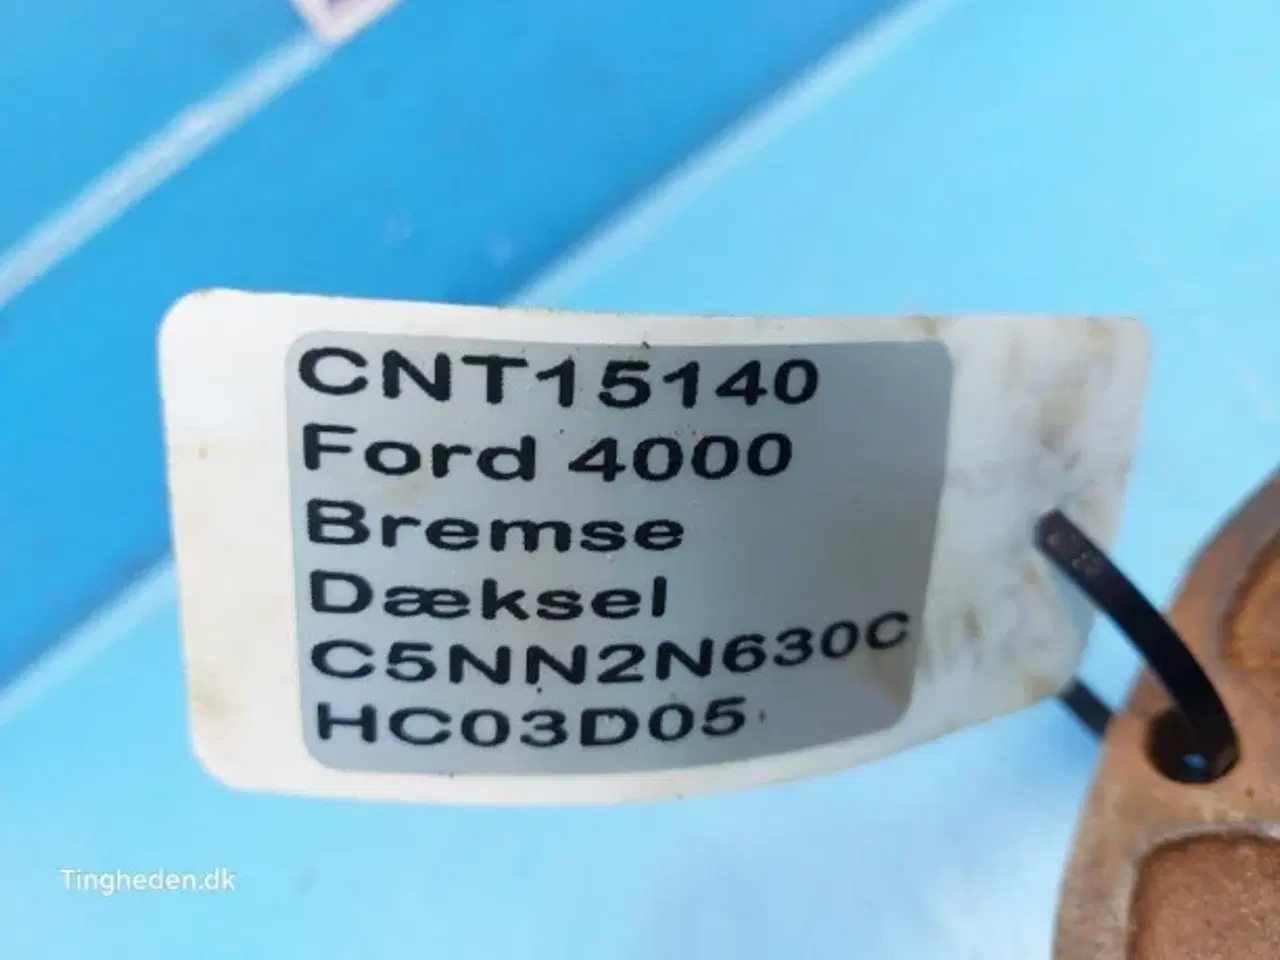 CNT15140
Ford 4000
Bremse
Dæksel
C5NN2N630C
HC03D05
Tingheden.dk